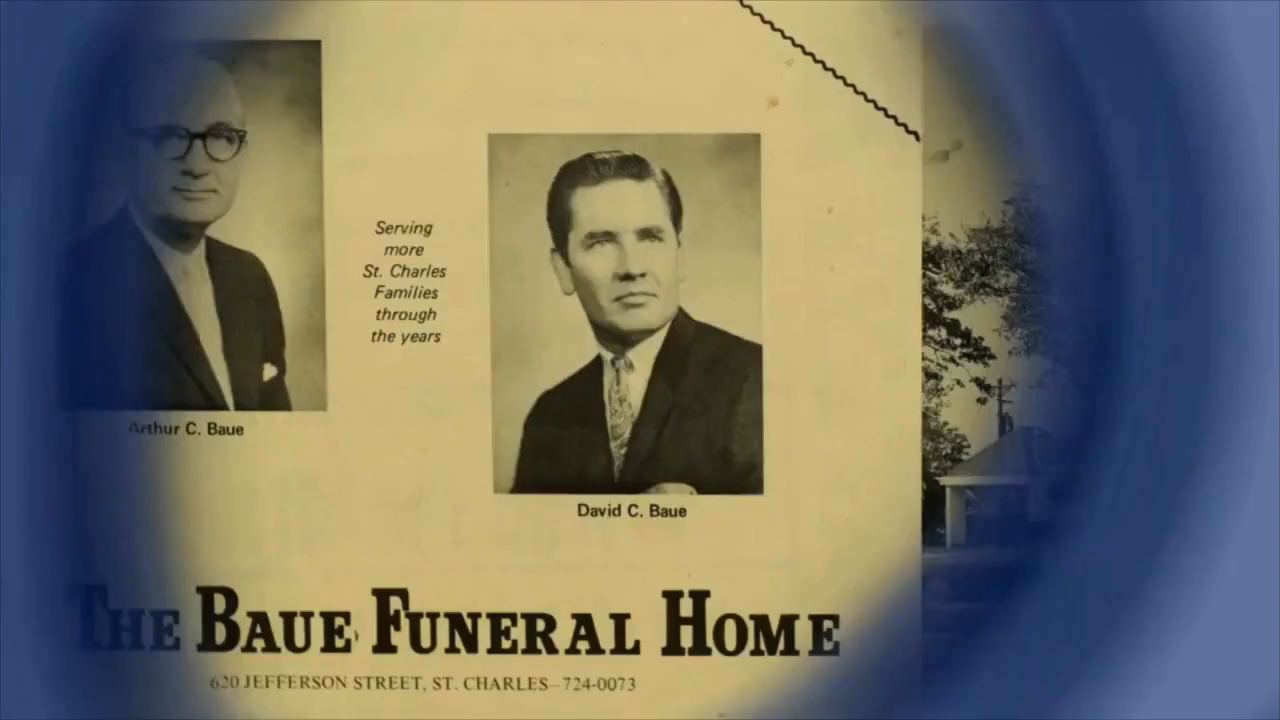 Serving
more
St. Charles
Families
through
the years
Arthur C. Baue
David C. Baue
THE BAUE FUNERAL HOME
620 JEFFERSON STREET, ST. CHARLES—724-0073